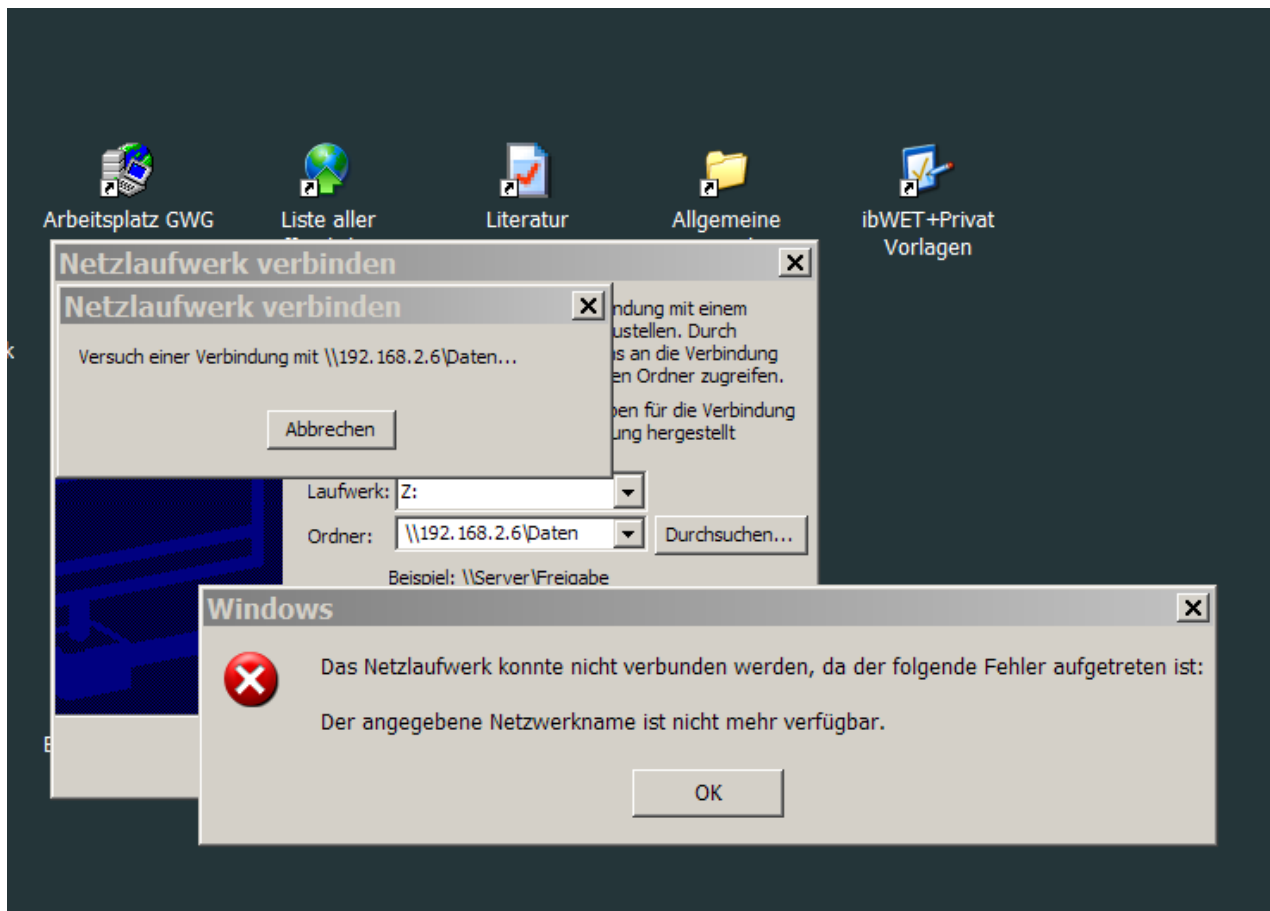 Arbeitsplatz GWG
Liste aller
Literatur
Allgemeine
ibWET+Privat
Vorlagen
Netzlaufwerk verbinden
Netzlaufwerk verbinden
Versuch einer Verbindung mit \\192.168.2.6\Daten...
Abbrechen
ndung mit einem
ustellen. Durch
s an die Verbindung
en Ordner zugreifen.
ben für die Verbindung
ung hergestellt
Laufwerk: Z:
Ordner: \\192.168.2.6\Daten Durchsuchen...
Beispiel: \\Server\Freigabe
Windows
Das Netzlaufwerk konnte nicht verbunden werden, da der folgende Fehler aufgetreten ist:
Der angegebene Netzwerkname ist nicht mehr verfügbar.
OK